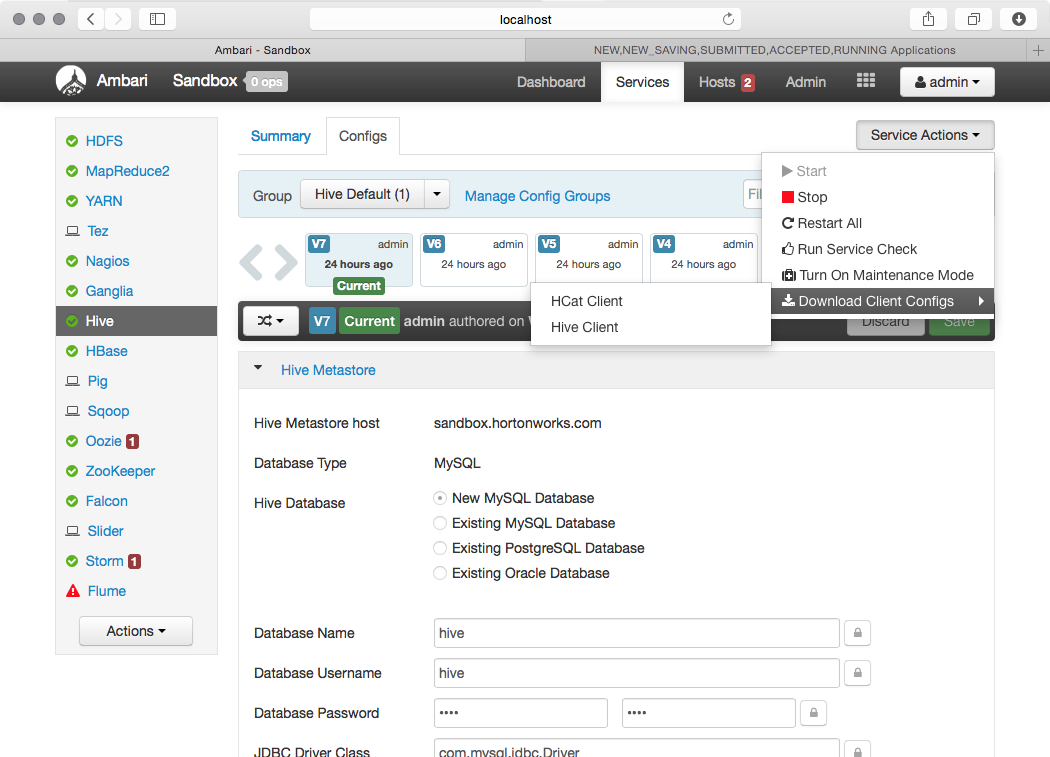 localhost
Ambari - Sandbox
NEW,NEW_SAVING,SUBMITTED,ACCEPTED,RUNNING Applications
Ambari Sandbox 0 ops Dashboard Services Hosts 2 Admin admin
HDFS
MapReduce2
YARN
Tez
Nagios
Ganglia
Hive
HBase
Pig
Sqoop
Oozie 1
ZooKeeper
Falcon
Slider
Storm 1
Flume
Actions
Summary Configs
Service Actions
Start
Stop
Restart All
Run Service Check
Turn On Maintenance Mode
Download Client Configs
HCat Client
Hive Client
Group Hive Default (1) Manage Config Groups
V7 admin
24 hours ago
Current
V6 admin
24 hours ago
V5 admin
24 hours ago
V4 admin
24 hours ago
V7 Current admin authored on
Discard Save
Hive Metastore
Hive Metastore host sandbox.hortonworks.com
Database Type MySQL
Hive Database New MySQL Database
Existing MySQL Database
Existing PostgreSQL Database
Existing Oracle Database
Database Name hive
Database Username hive
Database Password •••• ••••
JDBC Driver Class com.mysql.jdbc.Driver